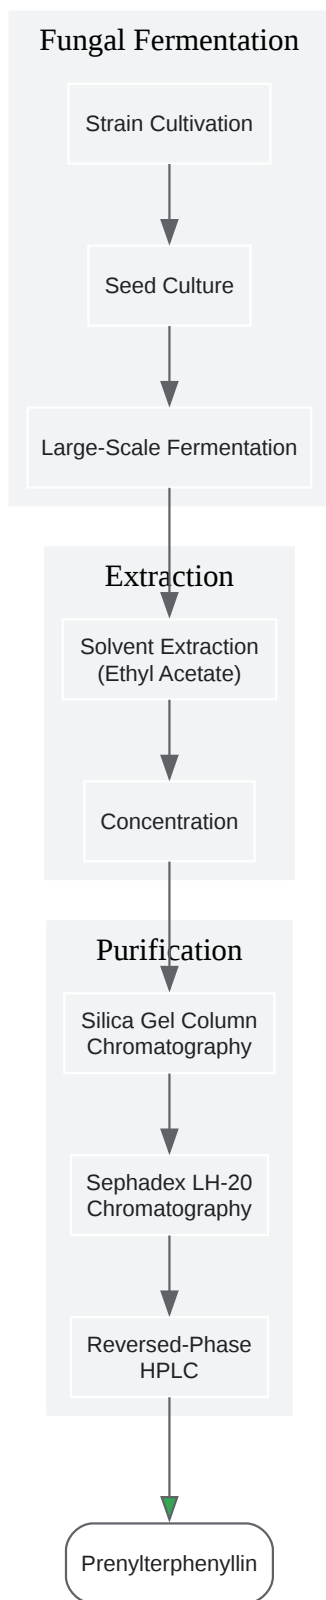 Fungal Fermentation
Strain Cultivation
Seed Culture
Large-Scale Fermentation
Extraction
Solvent Extraction
(Ethyl Acetate)
Concentration
Purification
Silica Gel Column
Chromatography
Sephadex LH-20
Chromatography
Reversed-Phase
HPLC
Prenylterphenyllin